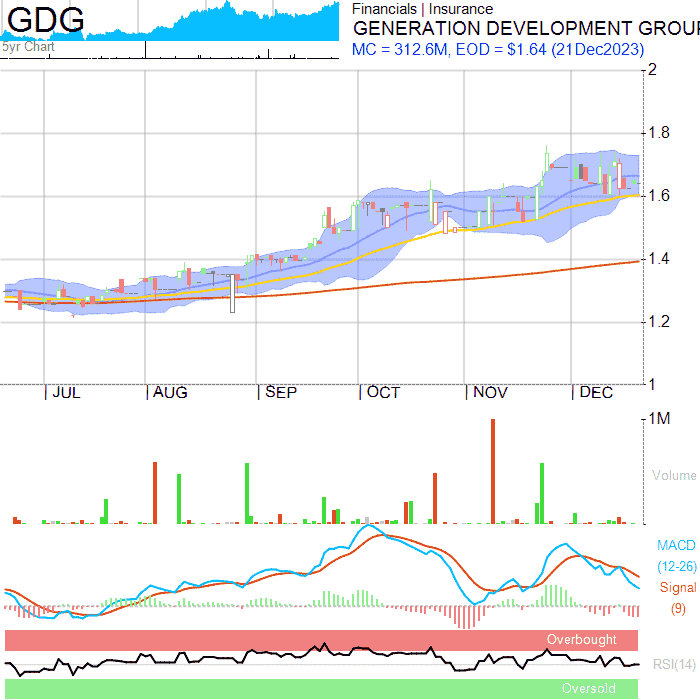 GDG
5yr Chart
Financials | Insurance
GENERATION DEVELOPMENT GROU
MC = 312.6M, EOD = $1.64 (21Dec2023)
2
1.8
1.6
1.4
1.2
1
JUL AUG SEP OCT NOV DEC
1M
Volume
MACD
(12-26)
Signal
(9)
Overbought
RSI(14)
Oversold